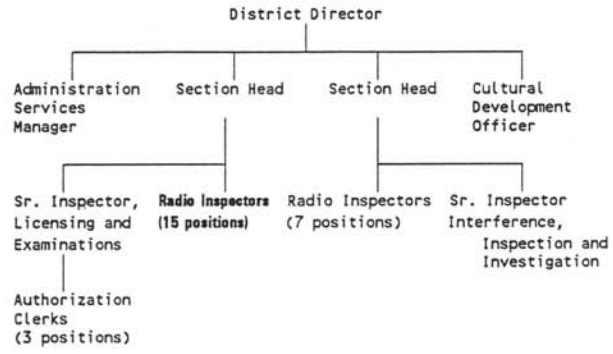 District Director
Administration
Services
Manager
Section Head
Section Head
Cultural
Development
Officer
Sr. Inspector,
Licensing and
Examinations
Radio Inspectors
(15 positions)
Radio Inspectors
(7 positions)
Sr. Inspector
Interference,
Inspection and
Investigation
Authorization
Clerks
(3 positions)